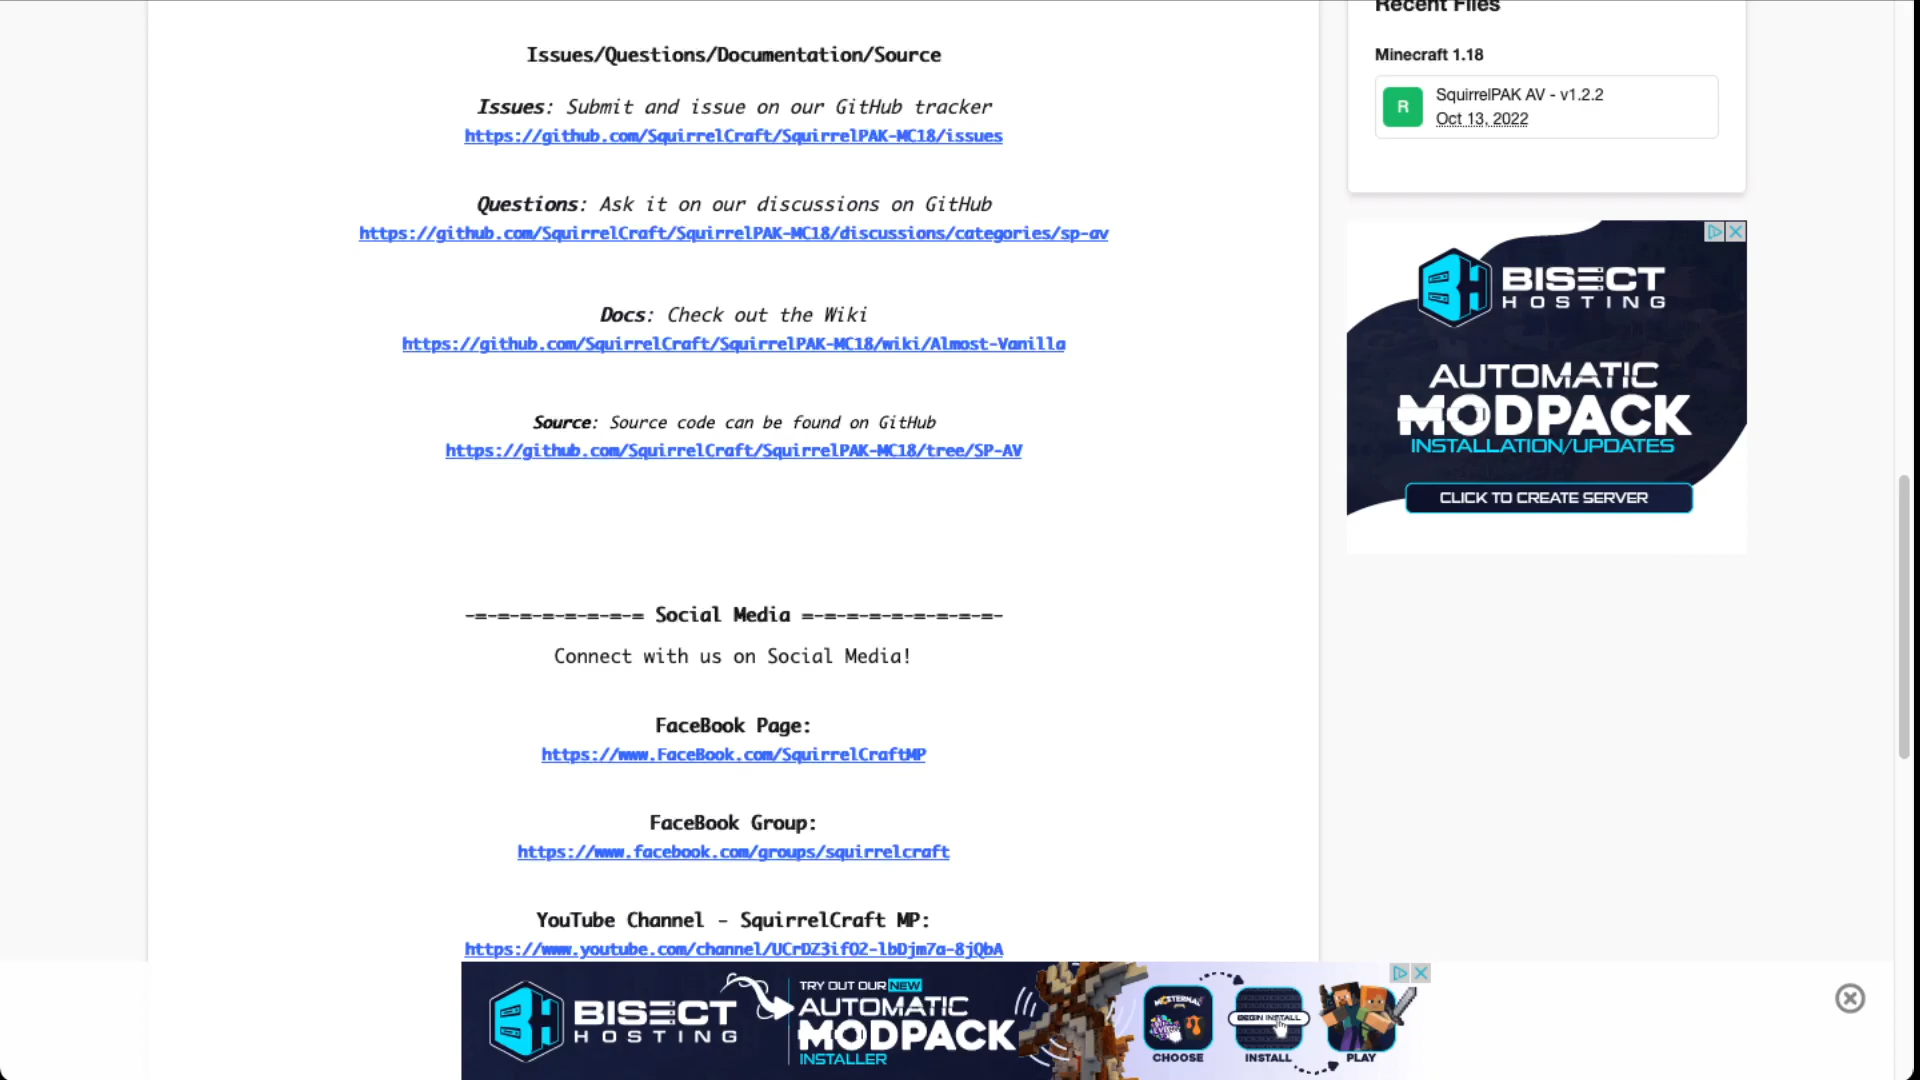 Issues/Questions/Documentation/Source
Issues: Submit and issue on our GitHub tracker
https://github.com/SquirrelCraft/SquirrelPAK-MC18/issues
Questions: Ask it on our discussions on GitHub
https://github.com/SquirrelCraft/SquirrelPAK-MC18/discussions/categories/sp-av
Docs: Check out the Wiki
https://github.com/SquirrelCraft/SquirrelPAK-MC18/wiki/Almost-Vanilla
Source: Source code can be found on GitHub
https://github.com/SquirrelCraft/SquirrelPAK-MC18/tree/SP-AV
-=-=-=-=-=-=-=-= Social Media =-=-=-=-=-=-=-=-=-
Connect with us on Social Media!
FaceBook Page:
https://www.FaceBook.com/SquirrelCraftMP
FaceBook Group:
https://www.facebook.com/groups/squirrelcraft
YouTube Channel - SquirrelCraft MP:
https://www.youtube.com/channel/UCrDZ3ifO2-lbDjm7a-8jQbA
Recent Files
Minecraft 1.18
R
SquirrelPAK AV - v1.2.2
Oct 13, 2022
BISECT
HOSTING
AUTOMATIC
MODPACK
INSTALLATION/UPDATES
CLICK TO CREATE SERVER
BISECT
HOSTING
TRY OUT OUR NEW
AUTOMATIC
MODPACK
INSTALLER
MCETERNAL
CHOOSE
BEGIN INSTALL
INSTALL
PLAY